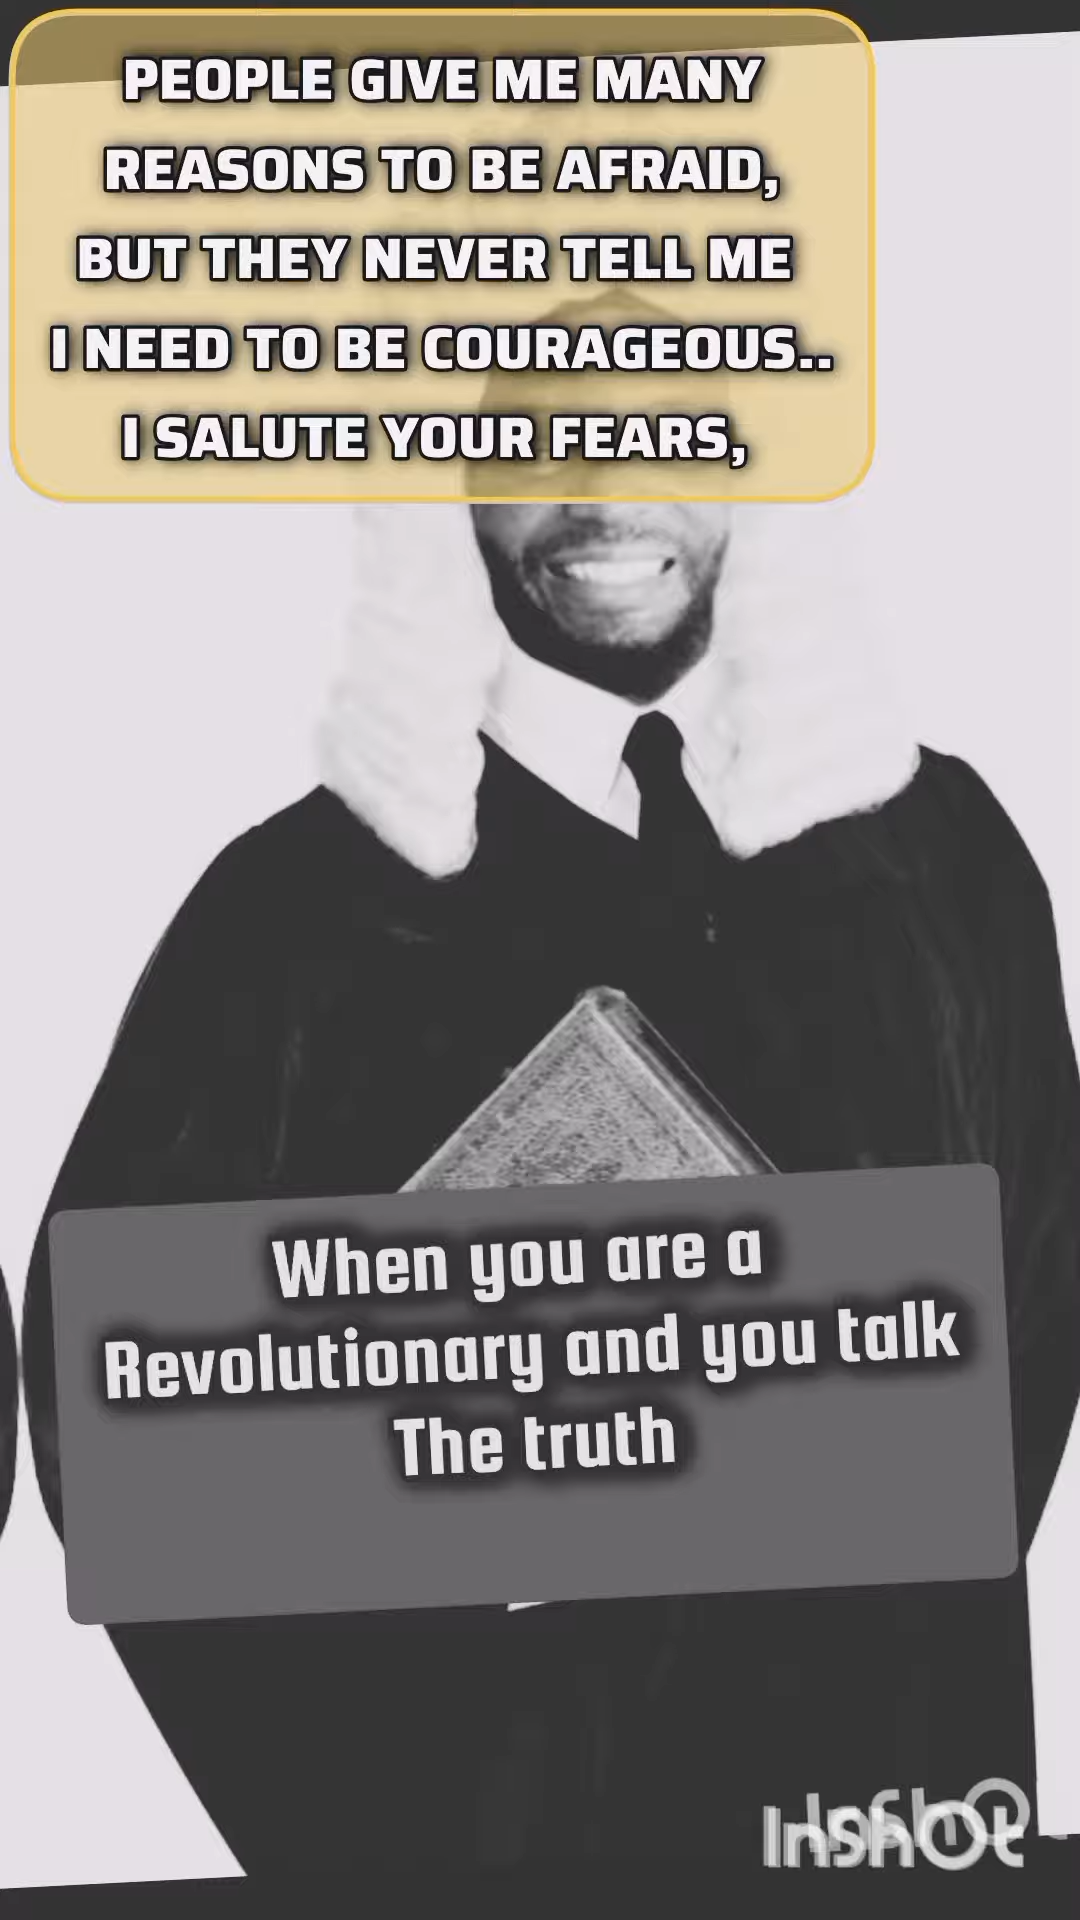 PEOPLE GIVE ME MANY
REASONS TO BE AFRAID,
BUT THEY NEVER TELL ME
I NEED TO BE COURAGEOUS..
I SALUTE YOUR FEARS,
When you are a
Revolutionary and you talk
The truth
InShot